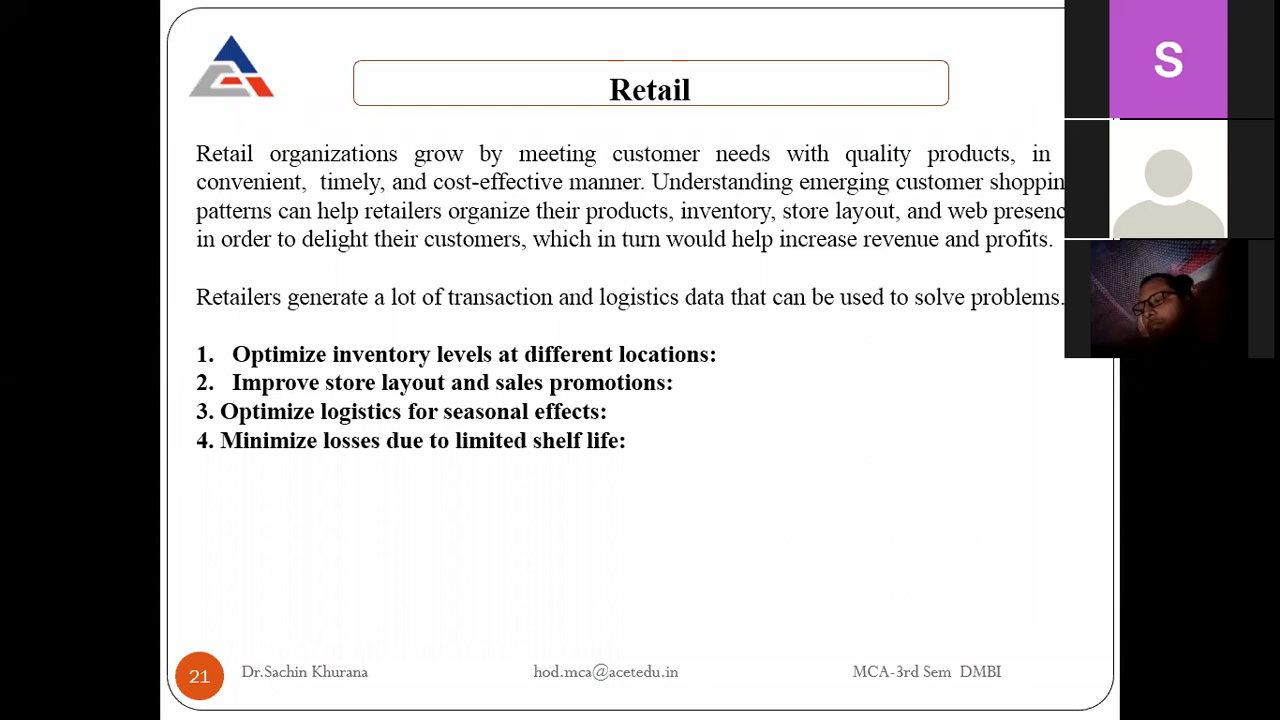 Retail
Retail organizations grow by meeting customer needs with quality products, in
convenient, timely, and cost-effective manner. Understanding emerging customer shoppin
patterns can help retailers organize their products, inventory, store layout, and web presenc
in order to delight their customers, which in turn would help increase revenue and profits.
Retailers generate a lot of transaction and logistics data that can be used to solve problems.
1. Optimize inventory levels at different locations:
2. Improve store layout and sales promotions:
3. Optimize logistics for seasonal effects:
4. Minimize losses due to limited shelf life:
21 Dr.Sachin Khurana hod.mca@acetedu.in MCA-3rd Sem DMBI
S